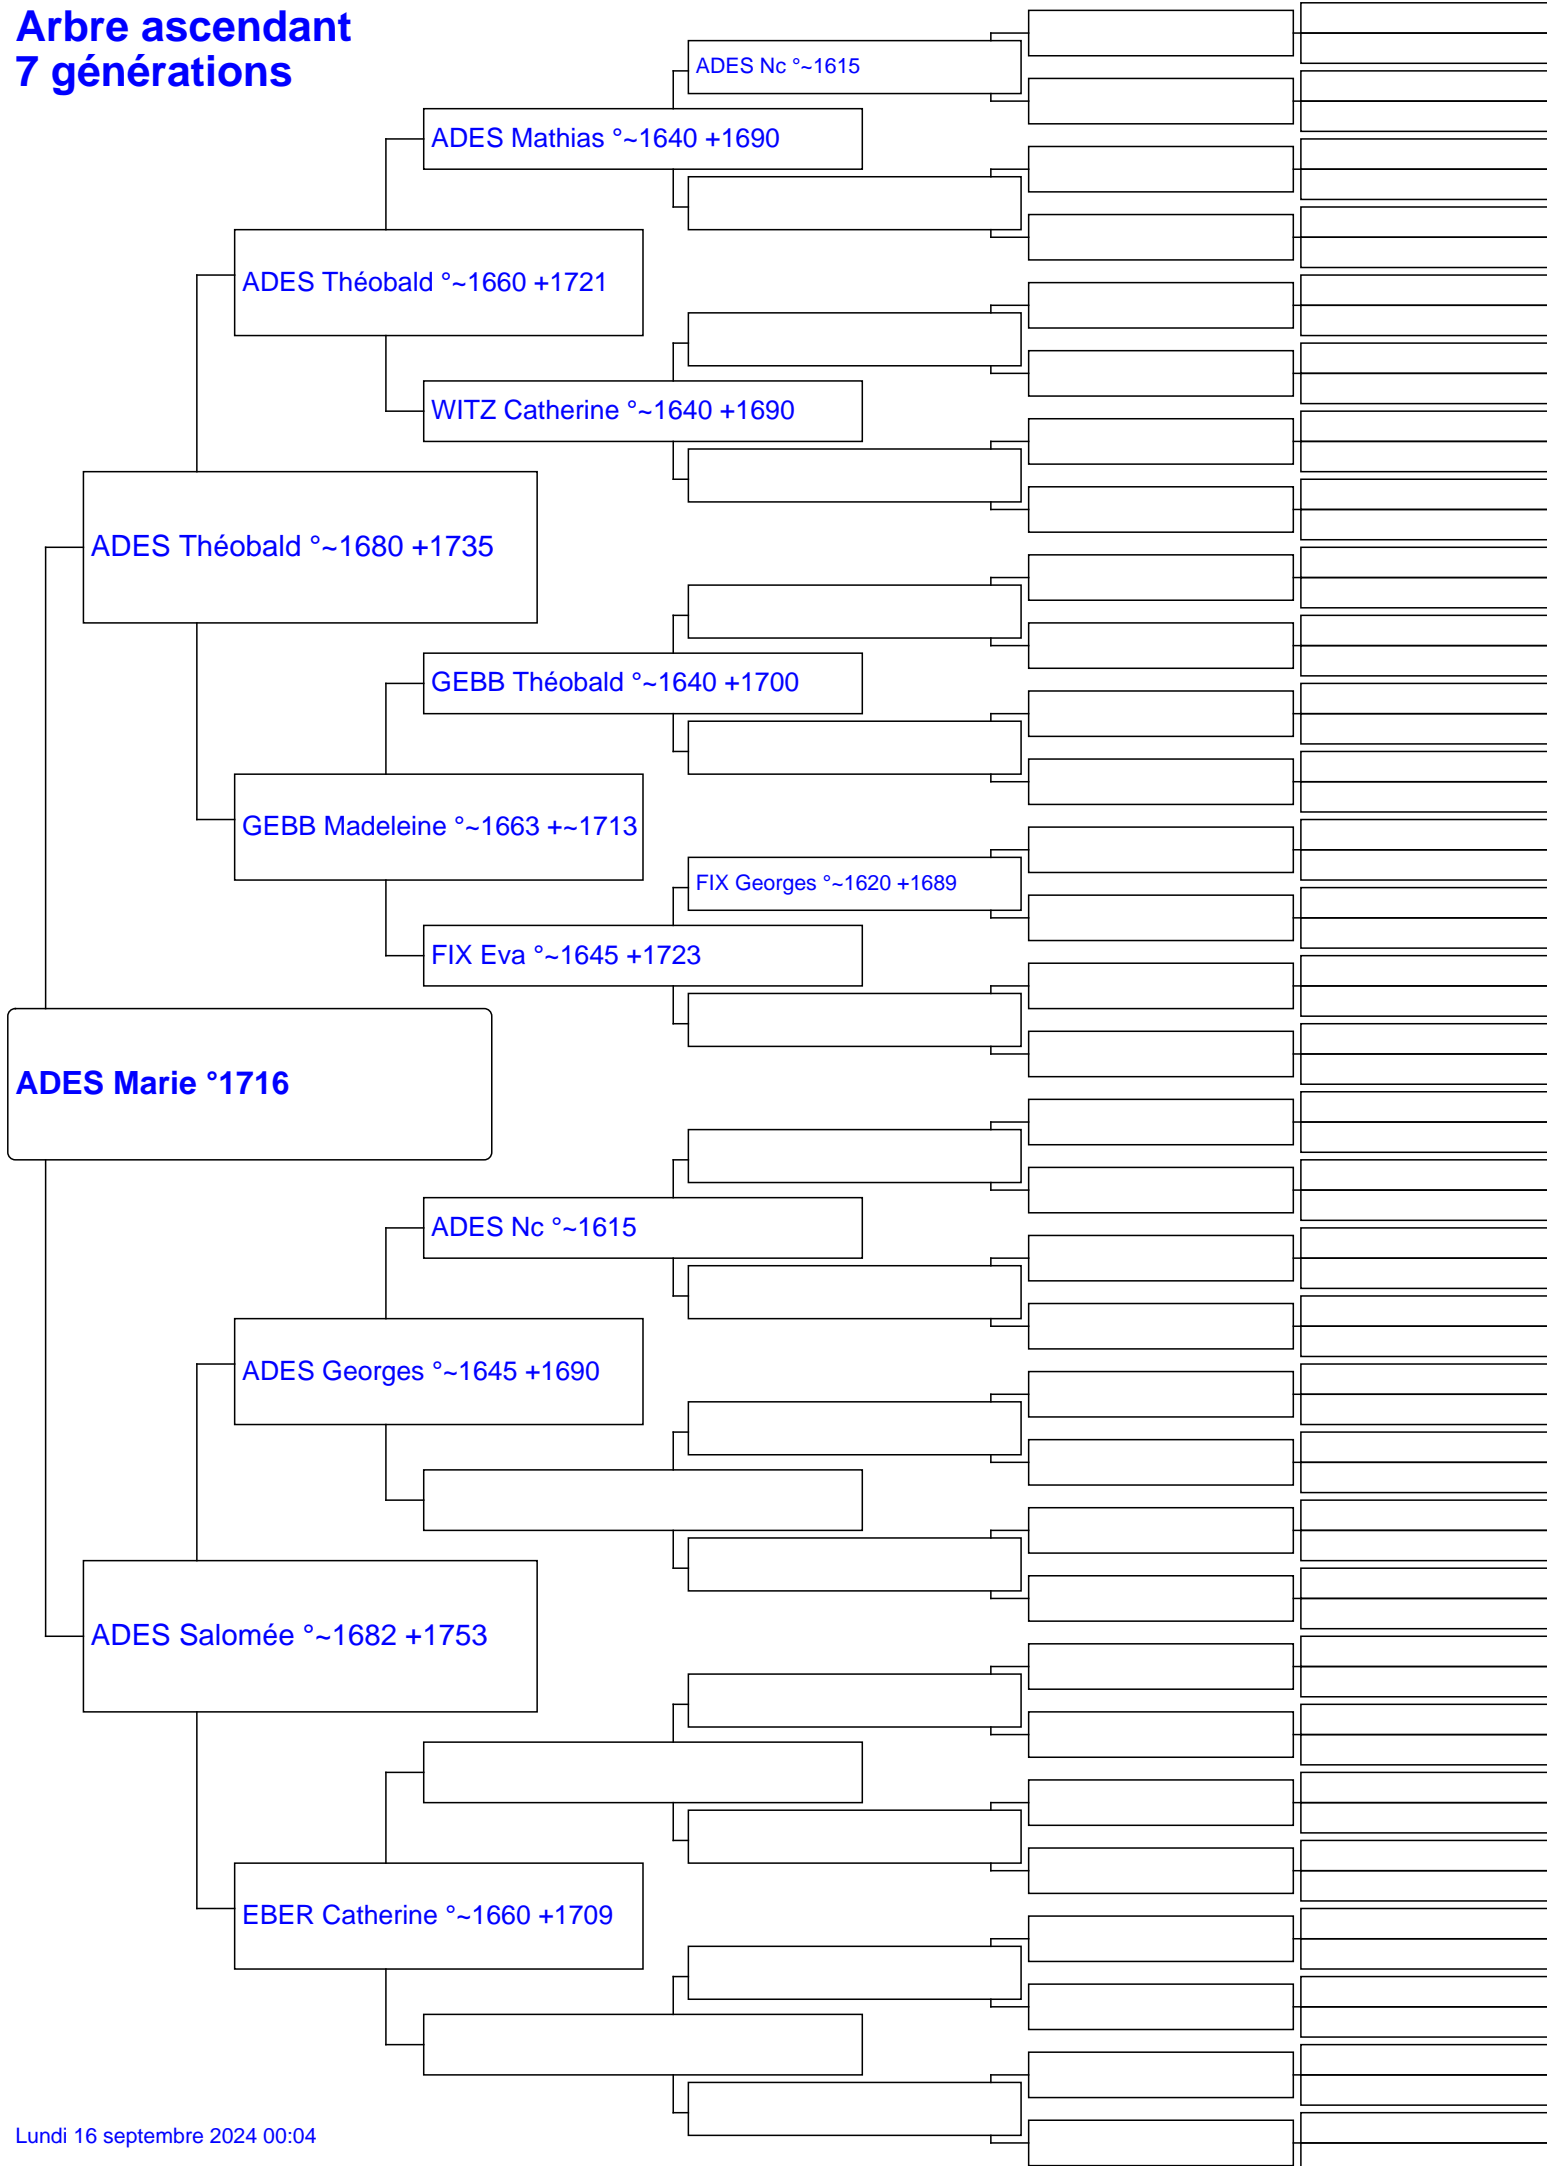 Arbre ascendant
7 générations
ADES Nc °~1615
ADES Mathias °~1640 +1690
ADES Théobald °~1660 +1721
WITZ Catherine °~1640 +1690
ADES Théobald °~1680 +1735
GEBB Théobald °~1640 +1700
GEBB Madeleine °~1663 +~1713
FIX Georges °~1620 +1689
FIX Eva °~1645 +1723
ADES Marie °1716
ADES Nc °~1615
ADES Georges °~1645 +1690
ADES Salomée °~1682 +1753
EBER Catherine °~1660 +1709
Lundi 16 septembre 2024 00:04